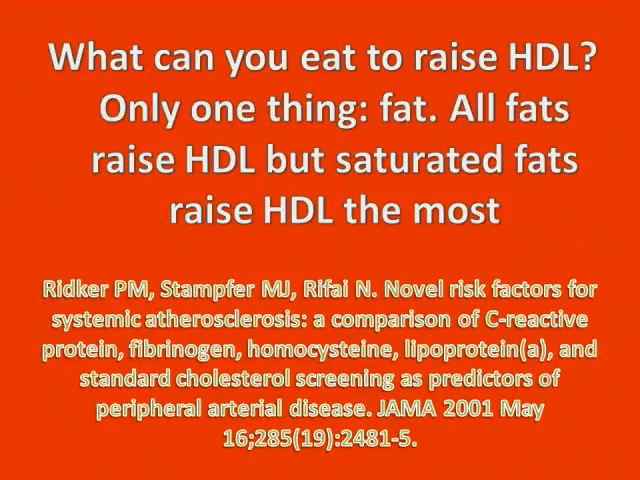 What can you eat to raise HDL?
Only one thing: fat. All fats
raise HDL but saturated fats
raise HDL the most
Ridker PM, Stampfer MJ, Rifai N. Novel risk factors for
systemic atherosclerosis: a comparison of C-reactive
protein, fibrinogen, homocysteine, lipoprotein(a), and
standard cholesterol screening as predictors of
peripheral arterial disease. JAMA 2001 May
16;285(19):2481-5.